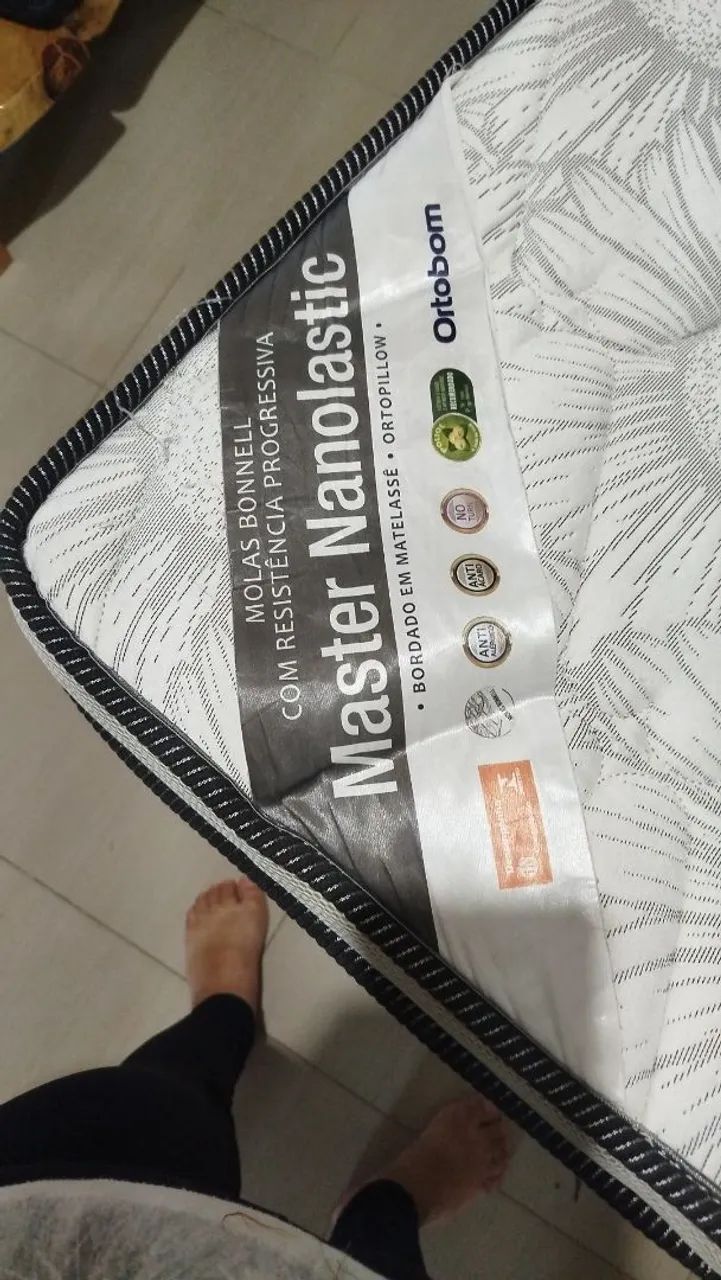 MOLAS BONNELL
COM RESISTÊNCIA PROGRESSIVA
Master Nanolastic
• BORDADO EM MATELASSÊ • ORTOPILLOW •
Ortobom
NO
TURN
ANTI
ÁCARO
ANTI
ALÉRGICO